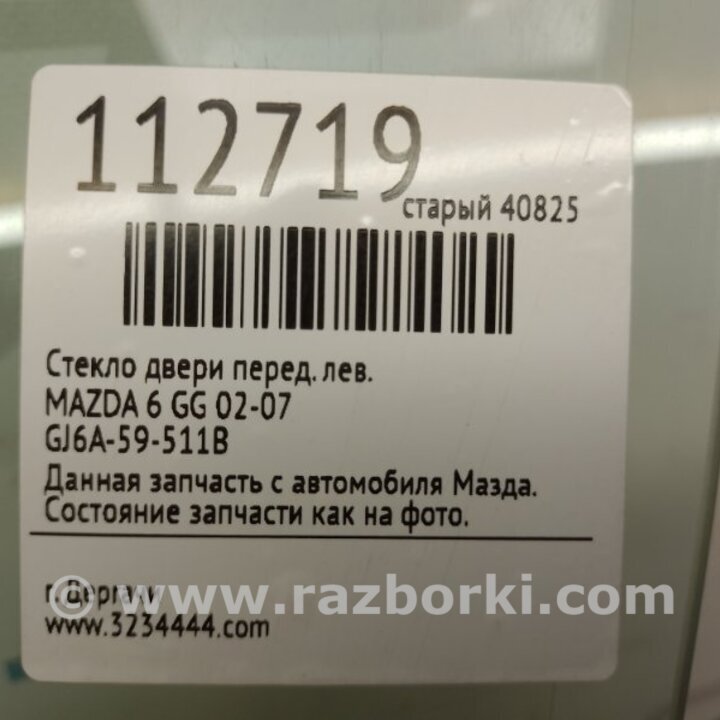 112719
старый 40825
Стекло двери перед. лев.
MAZDA 6 GG 02-07
GJ6A-59-511B
Данная запчасть с автомобиля Мазда.
Состояние запчасти как на фото.
г. Дергачи
© www.razborki.com
www.3234444.com